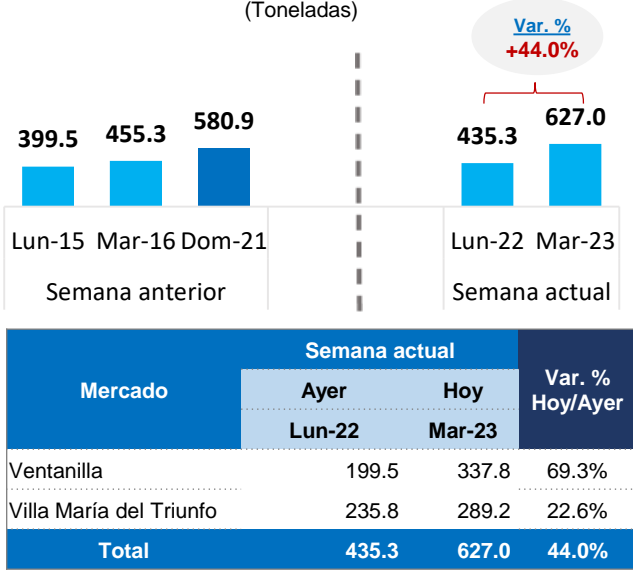 (Toneladas)
Var. %
+44.0%
399.5 455.3 580.9 435.3 627.0
Lun-15 Mar-16 Dom-21 Lun-22 Mar-23
Semana anterior Semana actual
Mercado Semana actual Var. % Hoy/Ayer
Ayer Hoy
Lun-22 Mar-23
Ventanilla 199.5 337.8 69.3%
Villa María del Triunfo 235.8 289.2 22.6%
Total 435.3 627.0 44.0%